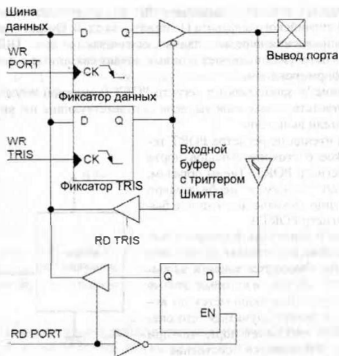 Шина
данных
D Q
WR
PORT
CK
Фиксатор данных
Вывод порта
D Q
WR
TRIS
CK
Фиксатор TRIS
Входной
буфер
с триггером
Шмитта
RD TRIS
Q D
EN
RD PORT